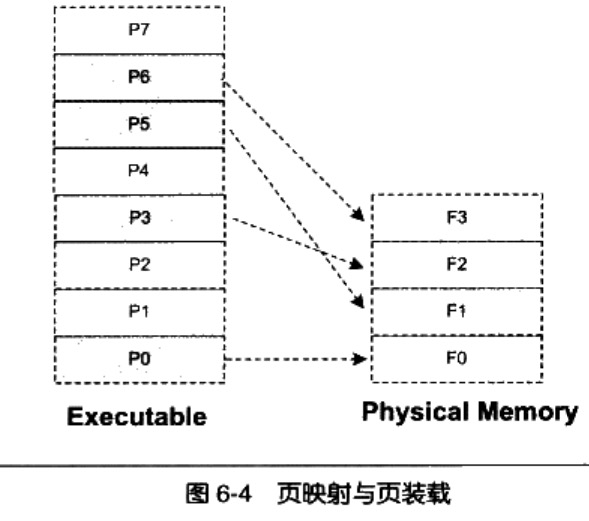 P7
P6
P5
P4
P3
P2
P1
P0
Executable
F3
F2
F1
F0
Physical Memory
图 6-4 页映射与页装载